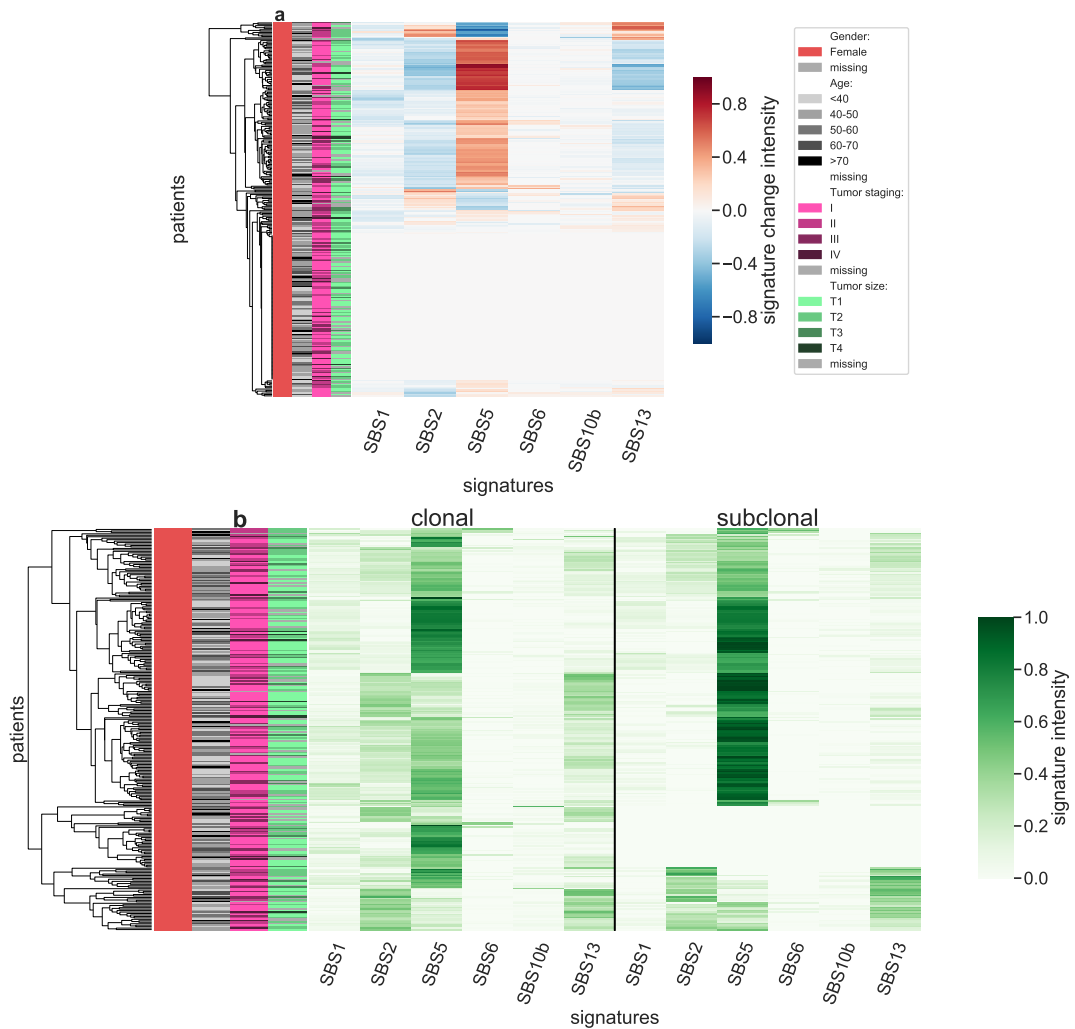 a
patients
SBS1
SBS2
SBS5
SBS6
SBS10b
SBS13
signatures
0.8
0.4
0.0
−0.4
−0.8
signature change intensity
Gender:
Female
missing
Age:
<40
40-50
50-60
60-70
>70
missing
Tumor staging:
I
II
III
IV
missing
Tumor size:
T1
T2
T3
T4
missing
b
clonal
subclonal
patients
SBS1
SBS2
SBS5
SBS6
SBS10b
SBS13
SBS1
SBS2
SBS5
SBS6
SBS10b
SBS13
signatures
1.0
0.8
0.6
0.4
0.2
0.0
signature intensity